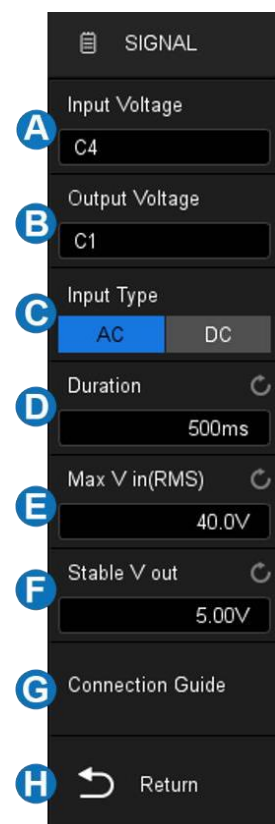 SIGNAL
Input Voltage
A
C4
Output Voltage
B
C1
Input Type
C
AC DC
Duration
D
500ms
Max V in(RMS)
E
40.0V
Stable V out
F
5.00V
G Connection Guide
H Return